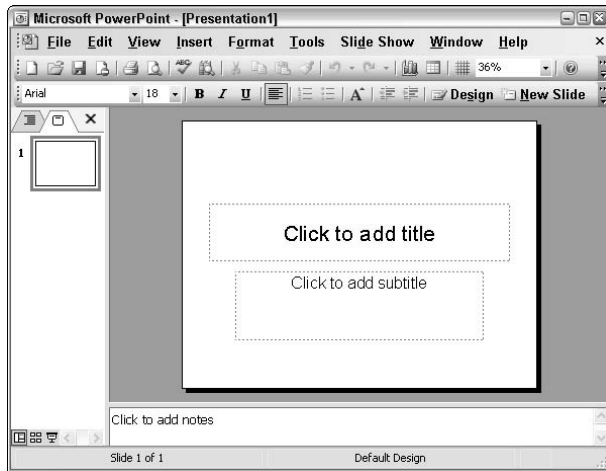 Microsoft PowerPoint - [Presentation1]
File Edit View Insert Format Tools Slide Show Window Help
ABC 36%
Arial 18 B I U A Design New Slide
1
Click to add title
Click to add subtitle
Click to add notes
Slide 1 of 1 Default Design